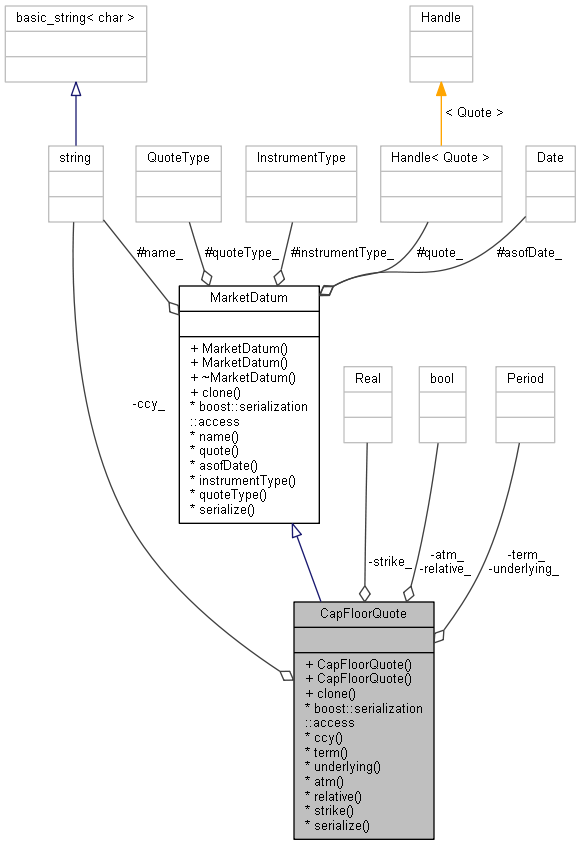 basic_string< char >
Handle
< Quote >
string
QuoteType
InstrumentType
Handle< Quote >
Date
#name_
#quoteType_
#instrumentType_
#quote_
#asofDate_
MarketDatum
+ MarketDatum()
+ MarketDatum()
+ ~MarketDatum()
+ clone()
* boost::serialization
::access
* name()
* quote()
* asofDate()
* instrumentType()
* quoteType()
* serialize()
Real
bool
Period
-ccy_
-strike_
-atm_
-relative_
-term_
-underlying_
CapFloorQuote
+ CapFloorQuote()
+ CapFloorQuote()
+ clone()
* boost::serialization
::access
* ccy()
* term()
* underlying()
* atm()
* relative()
* strike()
* serialize()